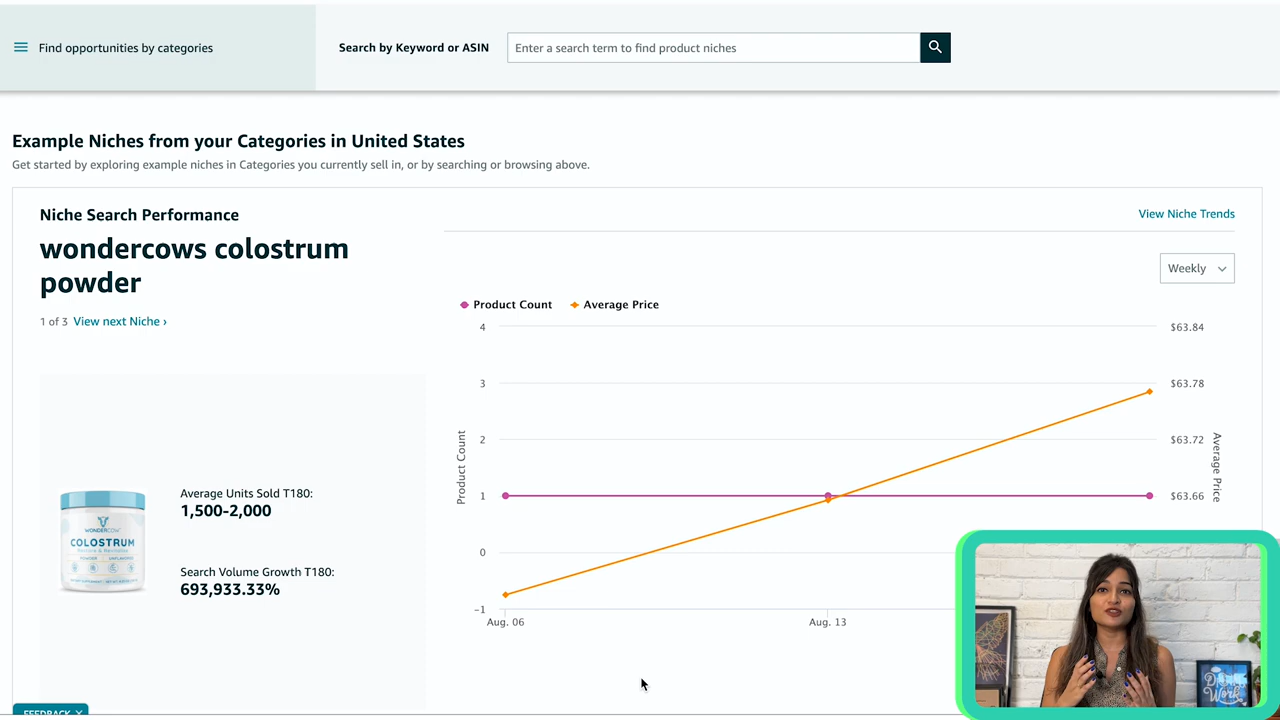 Find opportunities by categories
Search by Keyword or ASIN
Enter a search term to find product niches
Example Niches from your Categories in United States
Get started by exploring example niches in Categories you currently sell in, or by searching or browsing above.
Niche Search Performance
View Niche Trends
wondercows colostrum
powder
Weekly
1 of 3 View next Niche ›
Product Count
Average Price
4
$63.84
3
$63.78
2
$63.72
1
$63.66
0
-1
Product Count
Average Price
Aug. 06
Aug. 13
WONDERCOW
COLOSTRUM
Average Units Sold T180:
1,500-2,000
Search Volume Growth T180:
693,933.33%
FEEDBACK
Work